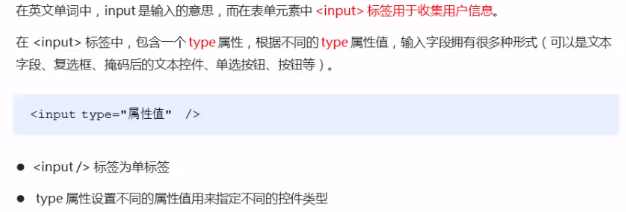 在英文单词中，input 是输入的意思，而在表单元素中 <input> 标签用于收集用户信息。
在 <input> 标签中，包含一个 type 属性，根据不同的 type 属性值，输入字段拥有很多种形式（可以是文本
字段、复选框、掩码后的文本控件、单选按钮、按钮等）。
<input type="属性值" />
● <input /> 标签为单标签
● type 属性设置不同的属性值用来指定不同的控件类型